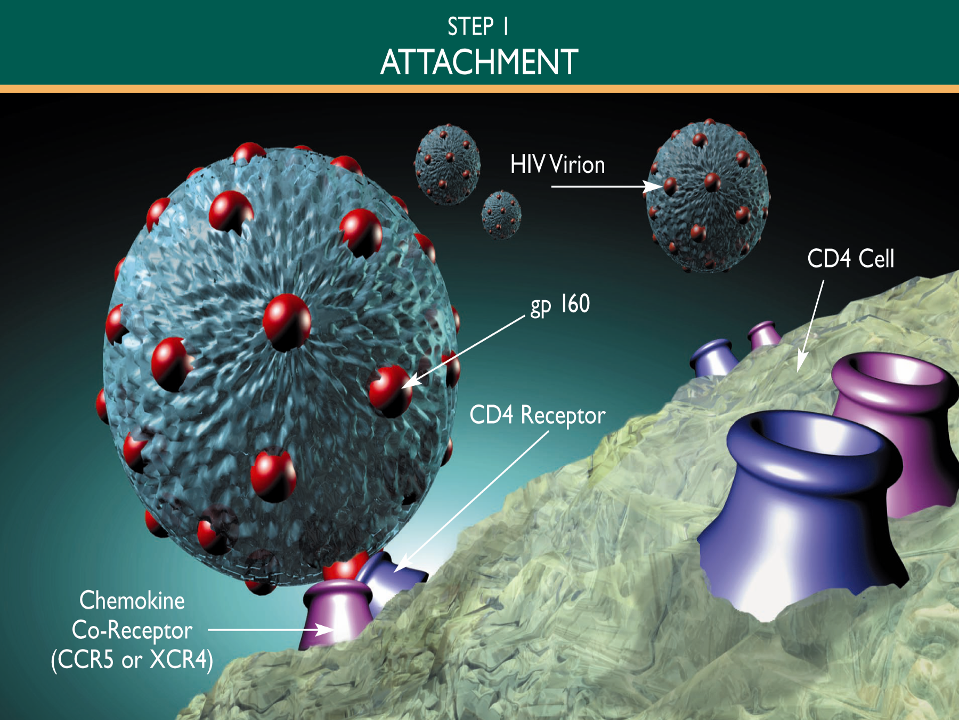 STEP 1
ATTACHMENT
HIV Virion
CD4 Cell
gp 160
CD4 Receptor
Chemokine
Co-Receptor
(CCR5 or XCR4)